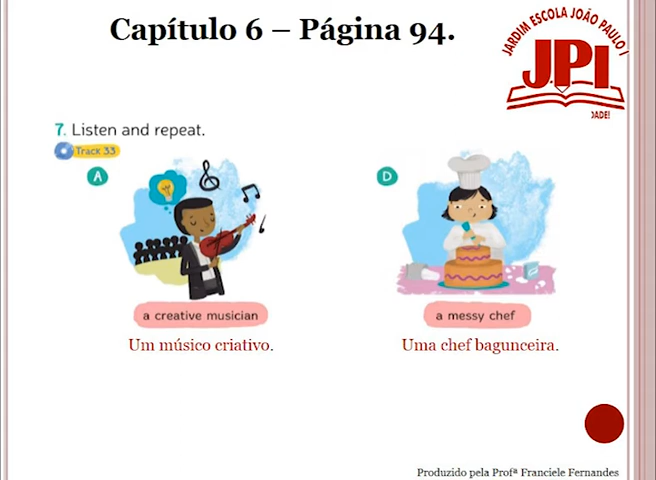 Capítulo 6 – Página 94.
JARDIM ESCOLA JOÃO PAULO I
JPI
DADE!
7. Listen and repeat.
Track 33
A
D
a creative musician
a messy chef
Um músico criativo.
Uma chef bagunceira.
Produzido pela Profª Franciele Fernandes